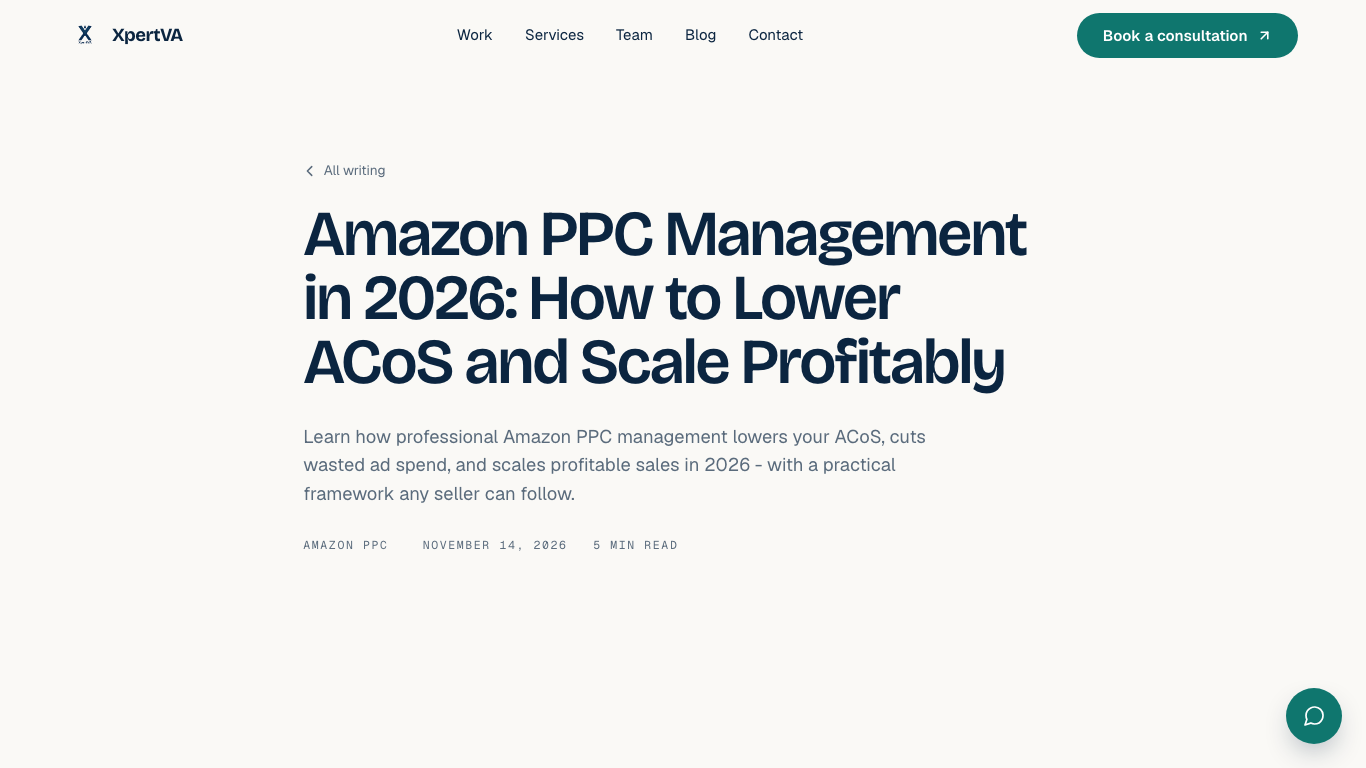 XpertVA
Work
Services
Team
Blog
Contact
Book a consultation
All writing
Amazon PPC Management
in 2026: How to Lower
ACoS and Scale Profitably
Learn how professional Amazon PPC management lowers your ACoS, cuts
wasted ad spend, and scales profitable sales in 2026 - with a practical
framework any seller can follow.
AMAZON PPC NOVEMBER 14, 2026 5 MIN READ